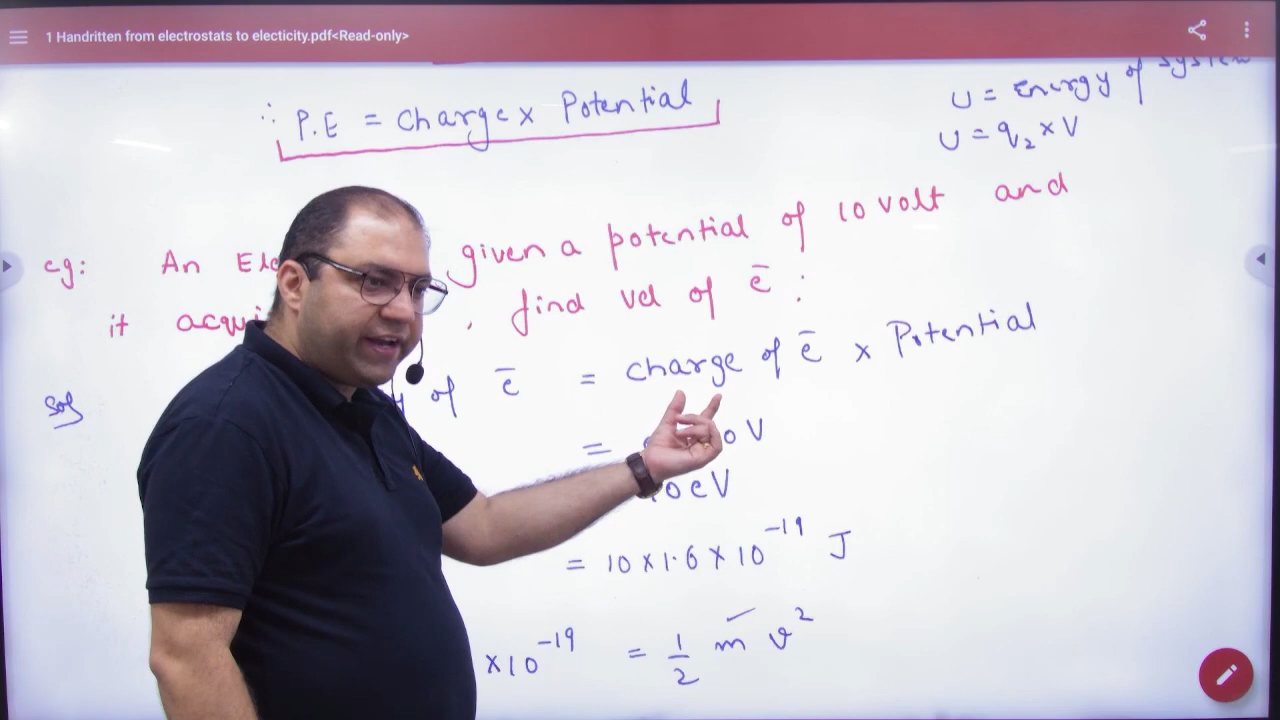 1 Handritten from electrostats to electicity.pdf<Read-only>
∴ P.E = Charge x Potential
U = Energy of system
U = q₂ x V
eg: An Ele given a potential of 10 volt and
it acqui , find vel of e̅ :
Sol of e̅ = charge of e̅ x Potential
= 0 V
10 eV
= 10 x 1.6 x 10⁻¹⁹ J
x10⁻¹⁹ = 1/2 m v²